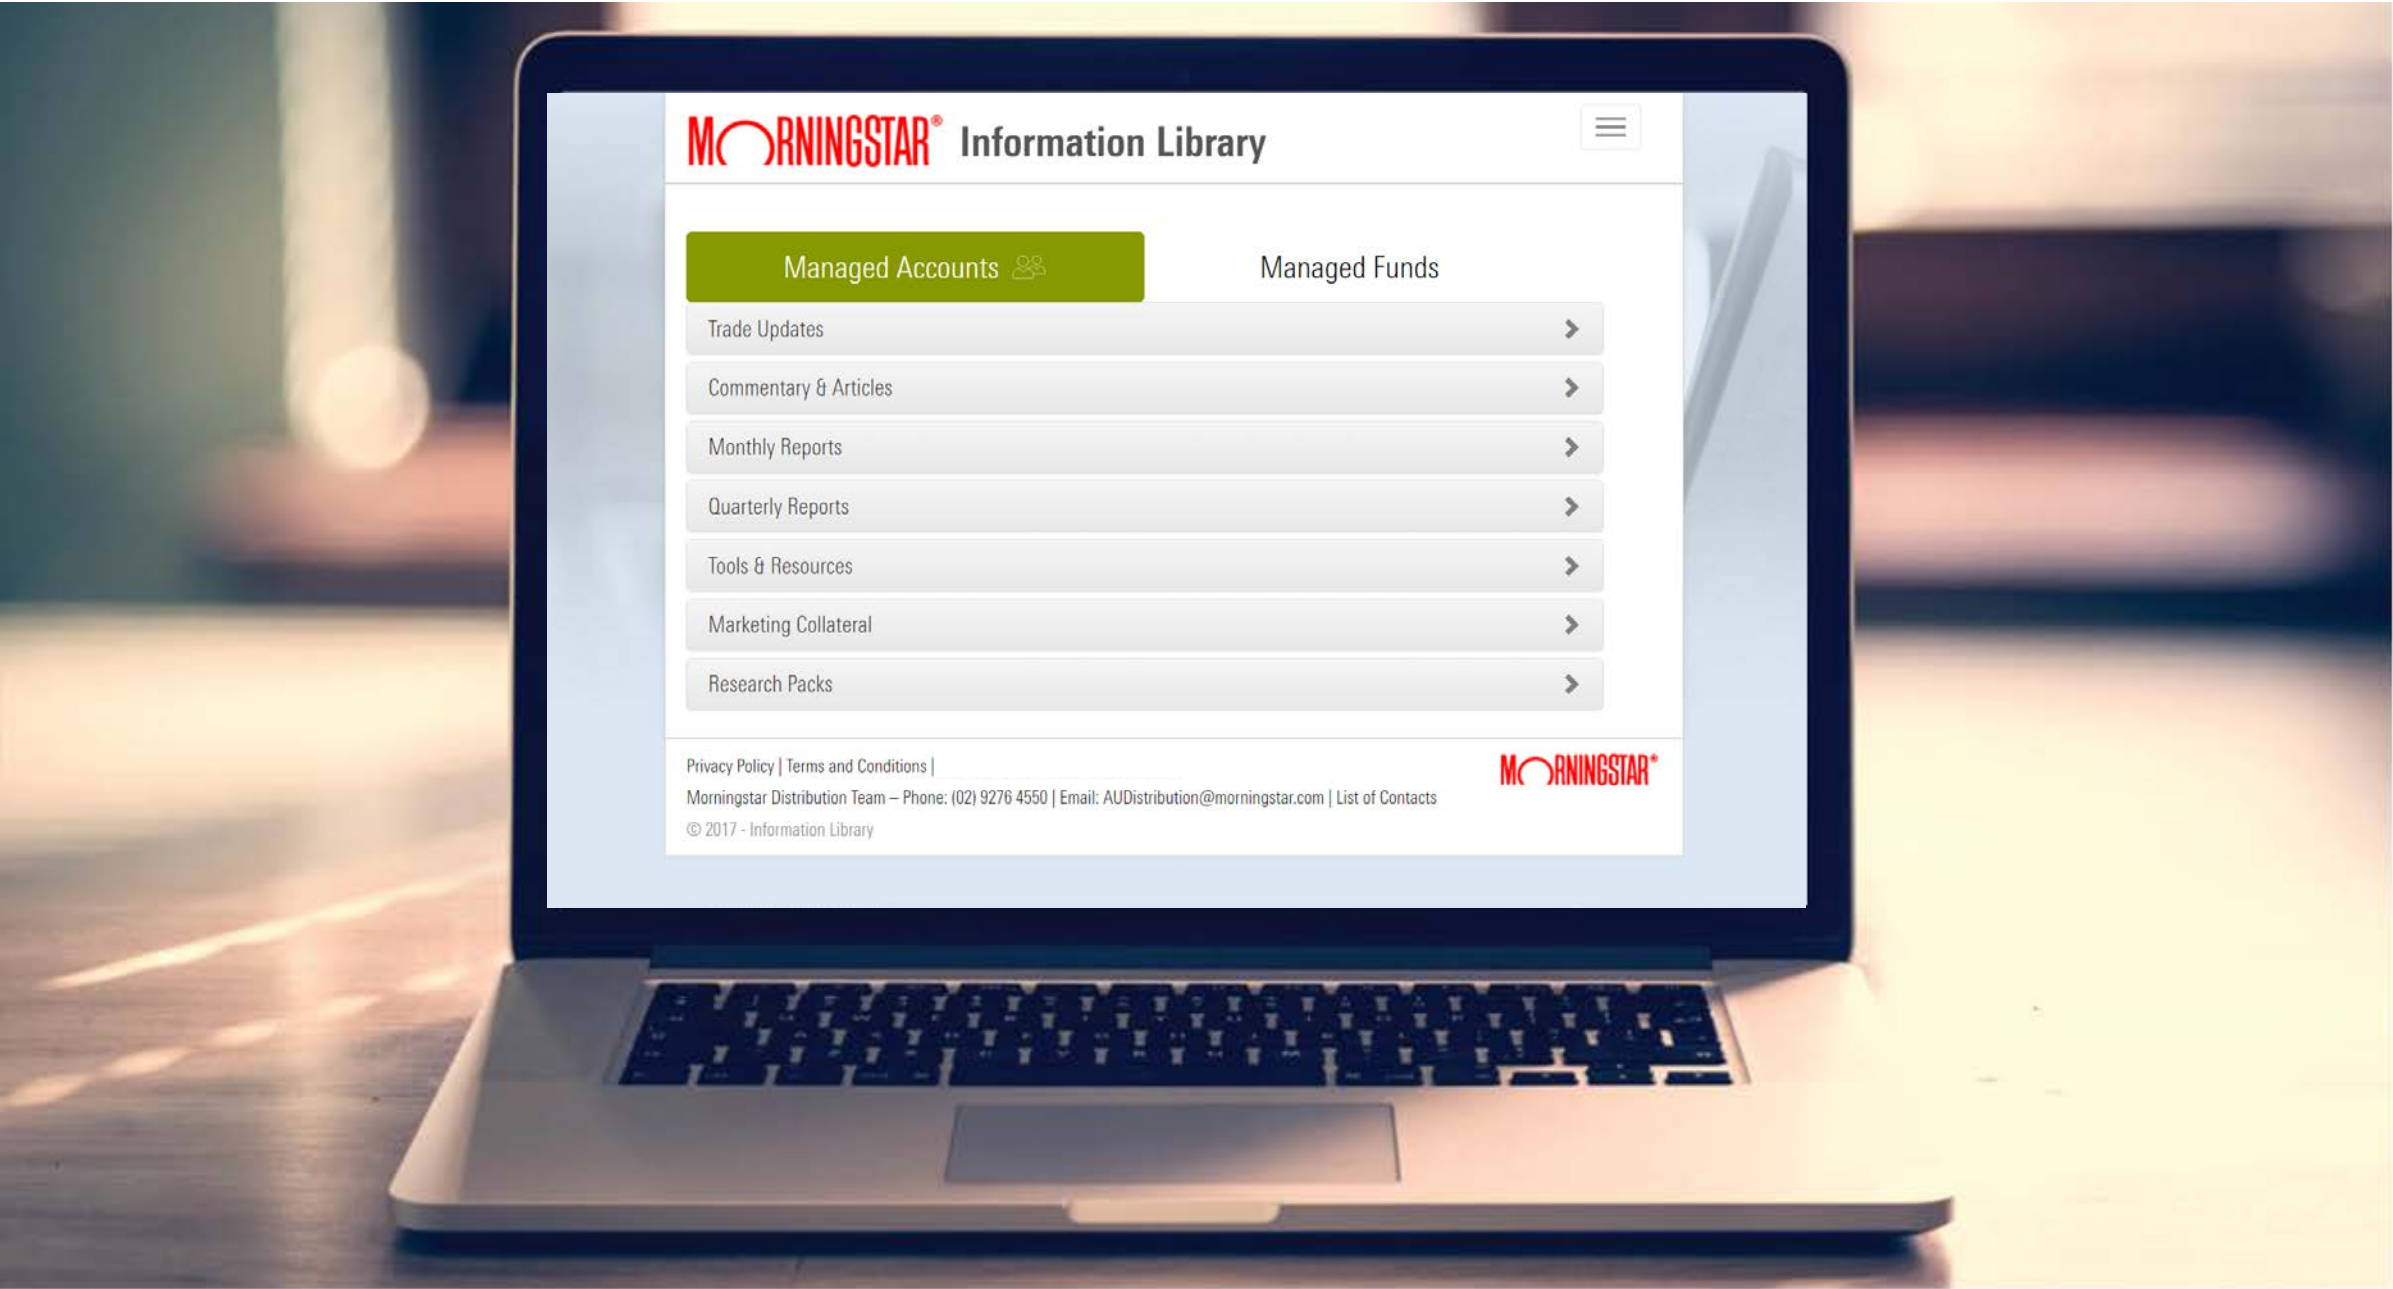 MORNINGSTAR® Information Library
Managed Accounts Managed Funds
Trade Updates
Commentary & Articles
Monthly Reports
Quarterly Reports
Tools & Resources
Marketing Collateral
Research Packs
Privacy Policy | Terms and Conditions |
MORNINGSTAR®
Morningstar Distribution Team – Phone: (02) 9276 4550 | Email: AUDistribution@morningstar.com | List of Contacts
© 2017 - Information Library